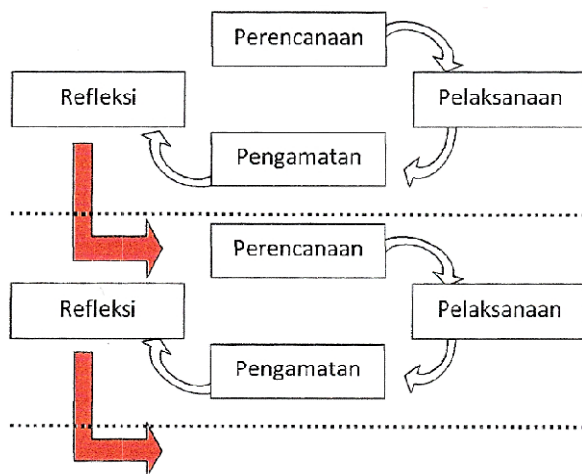 Perencanaan
Refleksi
Pelaksanaan
Pengamatan
Perencanaan
Refleksi
Pelaksanaan
Pengamatan